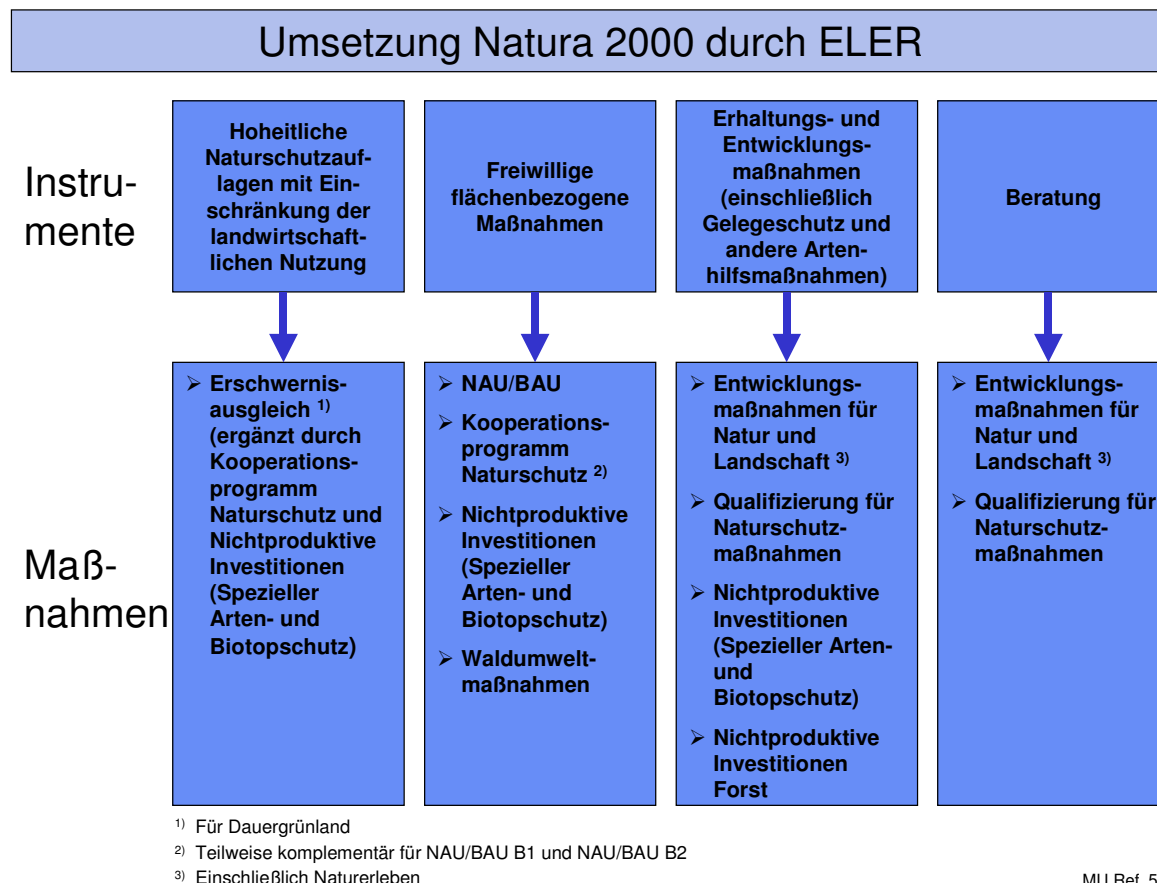 Umsetzung Natura 2000 durch ELER
Instru-
mente
Hoheitliche
Naturschutzauf-
lagen mit Ein-
schränkung der
landwirtschaft-
lichen Nutzung
Freiwillige
flächenbezogene
Maßnahmen
Erhaltungs- und
Entwicklungs-
maßnahmen
(einschließlich
Gelegeschutz und
andere Arten-
hilfsmaßnahmen)
Beratung
Maß-
nahmen
➢ Erschwernis-
ausgleich 1)
(ergänzt durch
Kooperations-
programm
Naturschutz und
Nichtproduktive
Investitionen
(Spezieller
Arten- und
Biotopschutz)
➢ NAU/BAU
➢ Kooperations-
programm
Naturschutz 2)
➢ Nichtproduktive
Investitionen
(Spezieller
Arten- und
Biotopschutz)
➢ Waldumwelt-
maßnahmen
➢ Entwicklungs-
maßnahmen für
Natur und
Landschaft 3)
➢ Qualifizierung für
Naturschutz-
maßnahmen
➢ Nichtproduktive
Investitionen
(Spezieller Arten-
und
Biotopschutz)
➢ Nichtproduktive
Investitionen
Forst
➢ Entwicklungs-
maßnahmen für
Natur und
Landschaft 3)
➢ Qualifizierung für
Naturschutz-
maßnahmen
1) Für Dauergrünland
2) Teilweise komplementär für NAU/BAU B1 und NAU/BAU B2
3) Einschließlich Naturerleben
MU Ref. 5